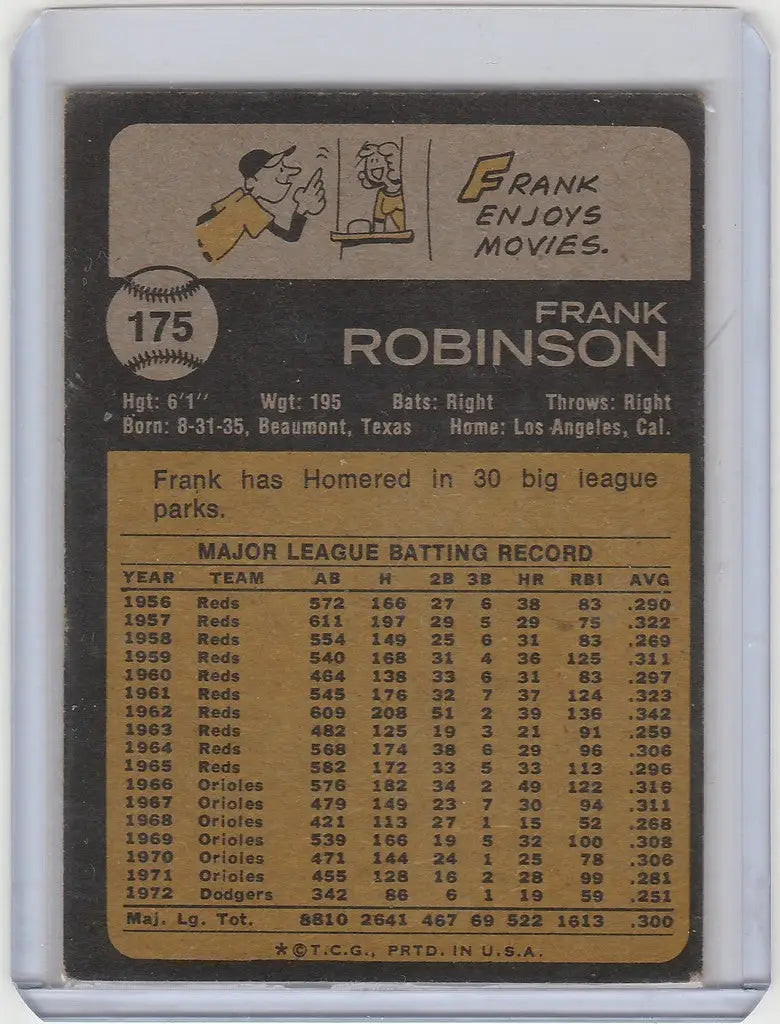 FRANK
ENJOYS
MOVIES.
175
FRANK
ROBINSON
Hgt: 6'1" Wgt: 195 Bats: Right Throws: Right
Born: 8-31-35, Beaumont, Texas Home: Los Angeles, Cal.
Frank has Homered in 30 big league
parks.
MAJOR LEAGUE BATTING RECORD
YEAR TEAM AB H 2B 3B HR RBI AVG
1956 Reds 572 166 27 6 38 83 .290
1957 Reds 611 197 29 5 29 75 .322
1958 Reds 554 149 25 6 31 83 .269
1959 Reds 540 168 31 4 36 125 .311
1960 Reds 464 138 33 6 31 83 .297
1961 Reds 545 176 32 7 37 124 .323
1962 Reds 609 208 51 2 39 136 .342
1963 Reds 482 125 19 3 21 91 .259
1964 Reds 568 174 38 6 29 96 .306
1965 Reds 582 172 33 5 33 113 .296
1966 Orioles 576 182 34 2 49 122 .316
1967 Orioles 479 149 23 7 30 94 .311
1968 Orioles 421 113 27 1 15 52 .268
1969 Orioles 539 166 19 5 32 100 .308
1970 Orioles 471 144 24 1 25 78 .306
1971 Orioles 455 128 16 2 28 99 .281
1972 Dodgers 342 86 6 1 19 59 .251
Maj. Lg. Tot. 8810 2641 467 69 522 1613 .300
*©T.C.G., PRTD. IN U.S.A.